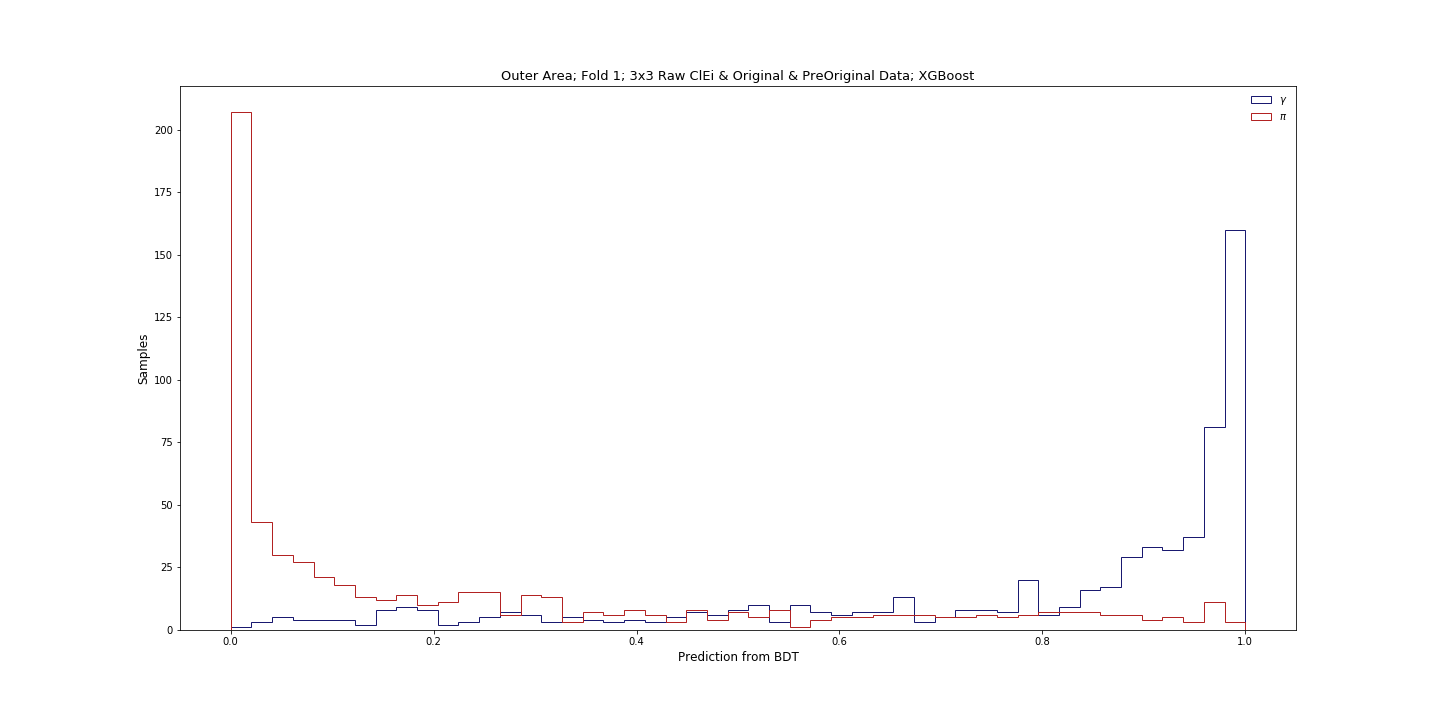 Outer Area; Fold 1; 3x3 Raw ClEi & Original & PreOriginal Data; XGBoost
γ
π
200
175
150
125
100
75
50
25
0
Samples
0.0 0.2 0.4 0.6 0.8 1.0
Prediction from BDT